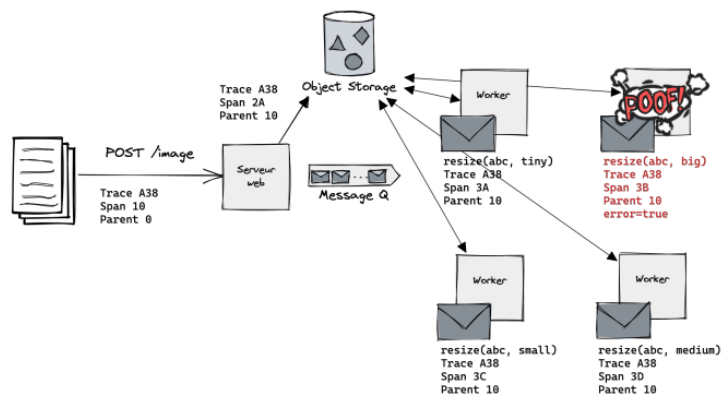 Trace A38
Span 2A
Parent 10
Object Storage
Worker
POOF!
POST /image
Trace A38
Span 10
Parent 0
Serveur
web
Message Q
resize(abc, tiny)
Trace A38
Span 3A
Parent 10
resize(abc, big)
Trace A38
Span 3B
Parent 10
error=true
Worker
resize(abc, small)
Trace A38
Span 3C
Parent 10
Worker
resize(abc, medium)
Trace A38
Span 3D
Parent 10